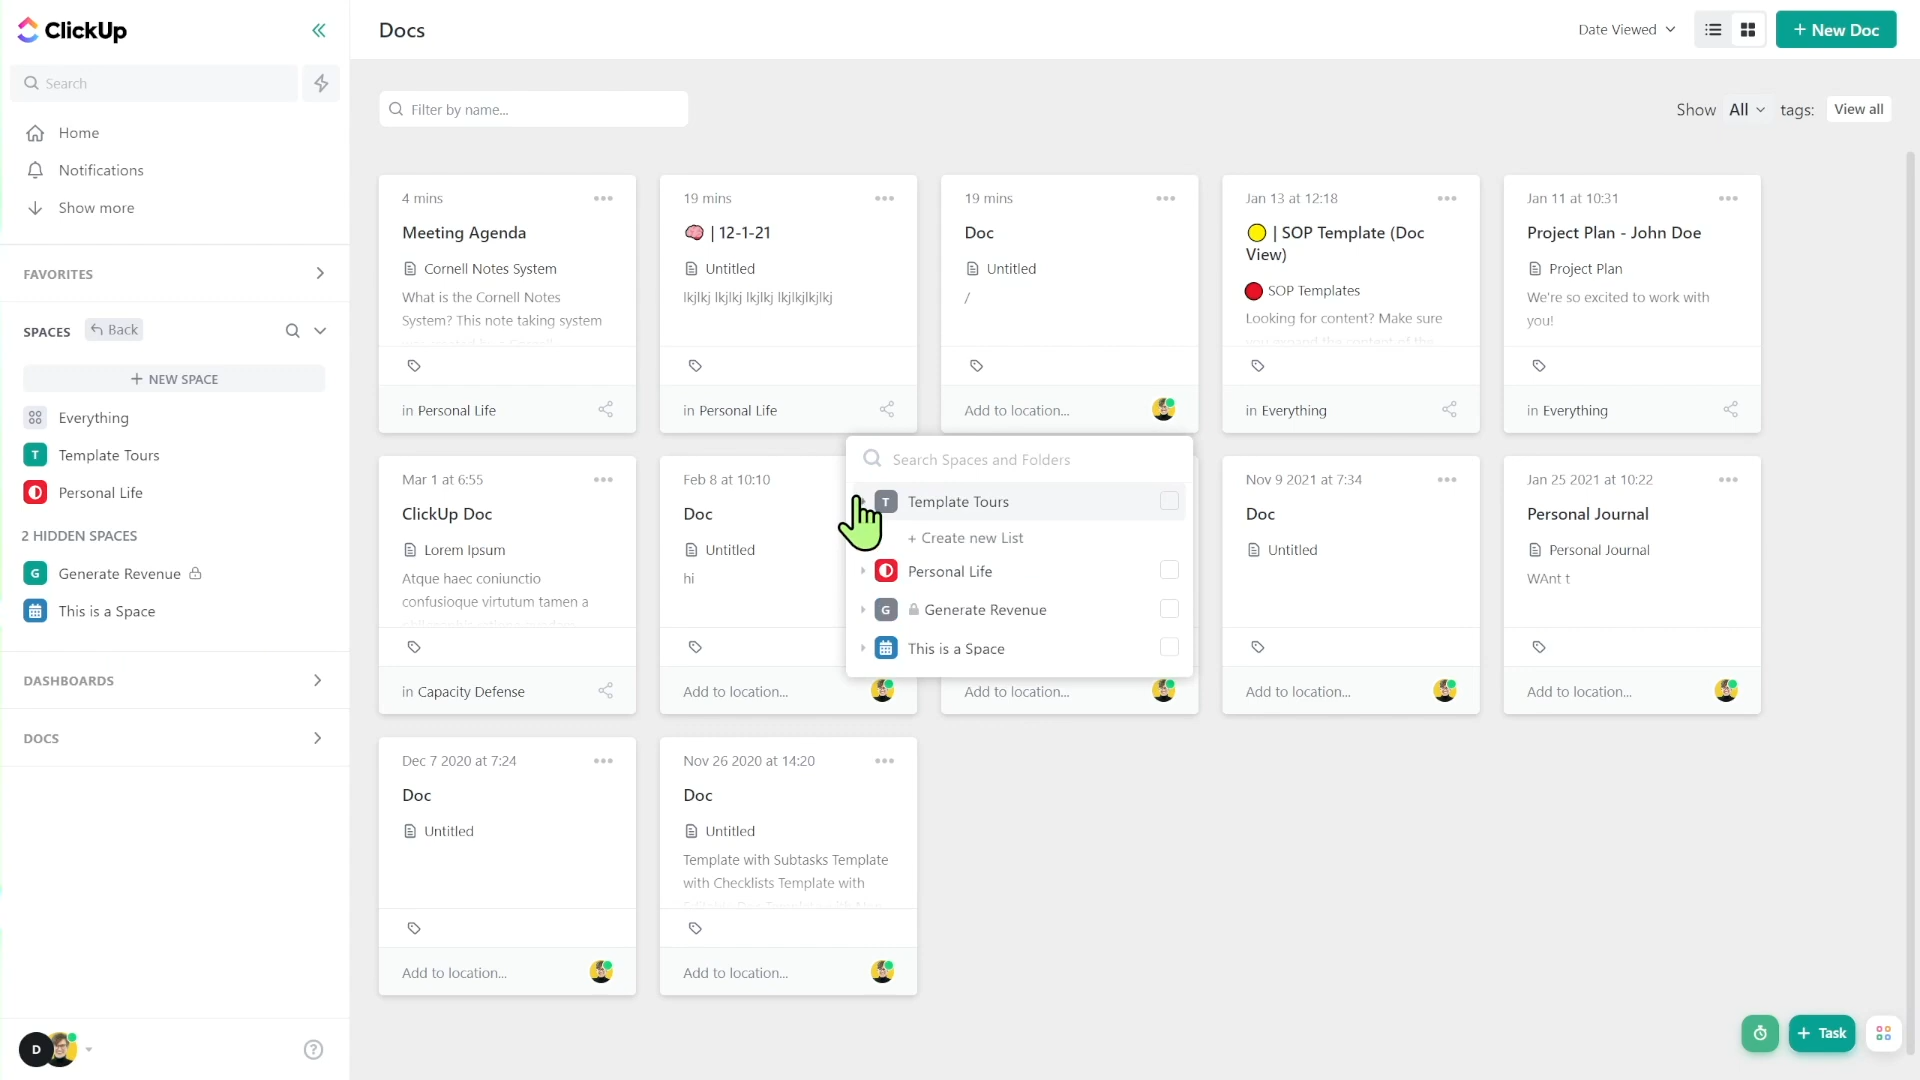 ClickUp
Search
Home
Notifications
Show more
FAVORITES
SPACES Back
+ NEW SPACE
Everything
T Template Tours
Personal Life
2 HIDDEN SPACES
G Generate Revenue
This is a Space
DASHBOARDS
DOCS
D
Docs
Date Viewed
+ New Doc
Filter by name...
Show All tags: View all
4 mins
Meeting Agenda
Cornell Notes System
What is the Cornell Notes
System? This note taking system
in Personal Life
19 mins
| 12-1-21
Untitled
lkjlkj lkjlkj lkjlkj lkjlkjlkjlkj
in Personal Life
19 mins
Doc
Untitled
/
Add to location...
Jan 13 at 12:18
| SOP Template (Doc
View)
SOP Templates
Looking for content? Make sure
you expand the content of the
in Everything
Jan 11 at 10:31
Project Plan - John Doe
Project Plan
We're so excited to work with
you!
in Everything
Mar 1 at 6:55
ClickUp Doc
Lorem Ipsum
Atque haec coniunctio
confusioque virtutum tamen a
in Capacity Defense
Feb 8 at 10:10
Doc
Untitled
hi
Add to location...
Search Spaces and Folders
T Template Tours
+ Create new List
Personal Life
G Generate Revenue
This is a Space
Add to location...
Nov 9 2021 at 7:34
Doc
Untitled
Add to location...
Jan 25 2021 at 10:22
Personal Journal
Personal Journal
WAnt t
Add to location...
Dec 7 2020 at 7:24
Doc
Untitled
Add to location...
Nov 26 2020 at 14:20
Doc
Untitled
Template with Subtasks Template
with Checklists Template with
Add to location...
+ Task